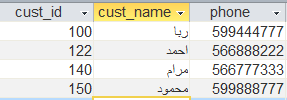 cust_id cust_name phone
100 ربا 599444777
122 احمد 566888222
140 مرام 566777333
150 محمود 599888777